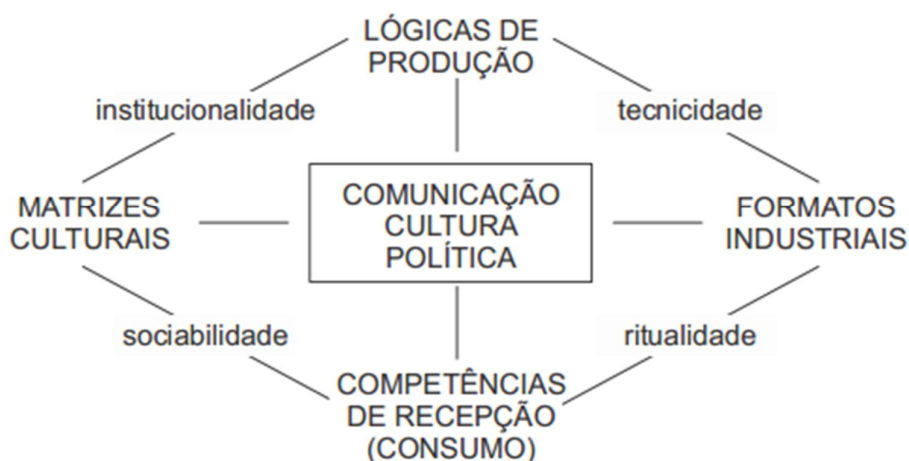 LÓGICAS DE
PRODUÇÃO
institucionalidade
tecnicidade
MATRIZES
CULTURAIS
COMUNICAÇÃO
CULTURA
POLÍTICA
FORMATOS
INDUSTRIAIS
sociabilidade
ritualidade
COMPETÊNCIAS
DE RECEPÇÃO
(CONSUMO)